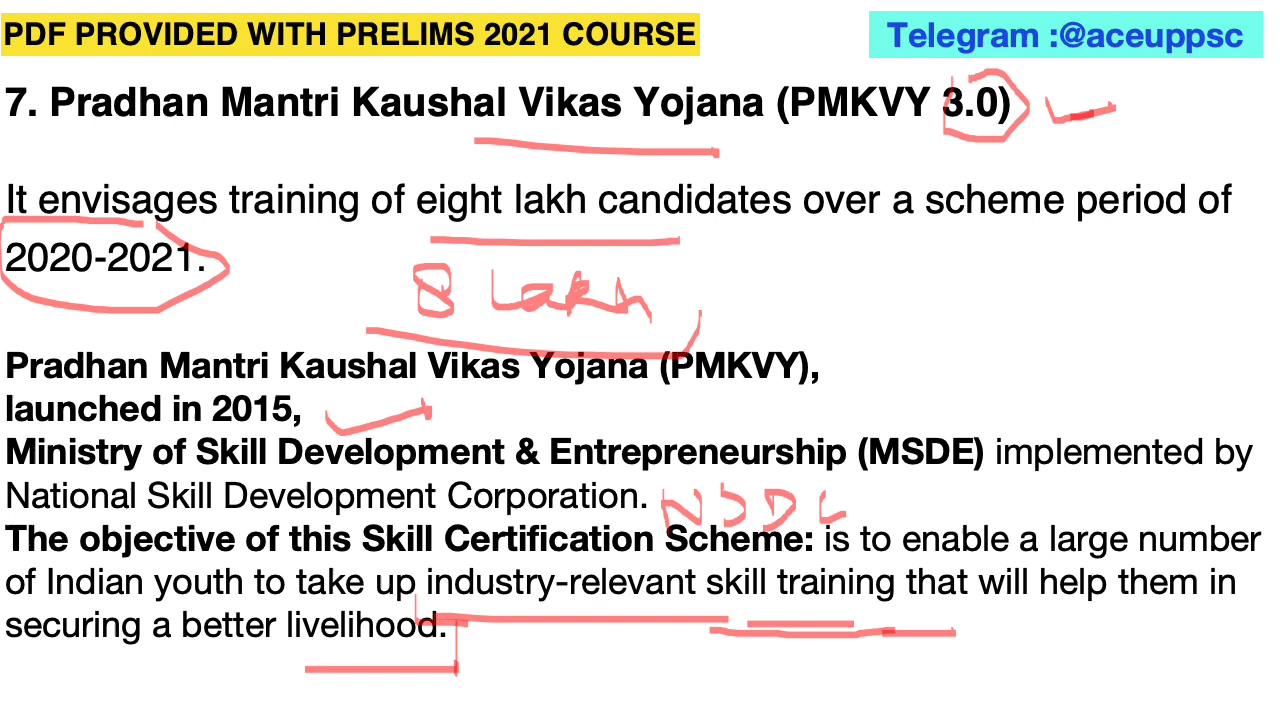 PDF PROVIDED WITH PRELIMS 2021 COURSE
Telegram :@aceuppsc
7. Pradhan Mantri Kaushal Vikas Yojana (PMKVY 3.0)
It envisages training of eight lakh candidates over a scheme period of
2020-2021.
8 Lakh
Pradhan Mantri Kaushal Vikas Yojana (PMKVY),
launched in 2015,
Ministry of Skill Development & Entrepreneurship (MSDE) implemented by
National Skill Development Corporation.
NSDC
The objective of this Skill Certification Scheme: is to enable a large number
of Indian youth to take up industry-relevant skill training that will help them in
securing a better livelihood.